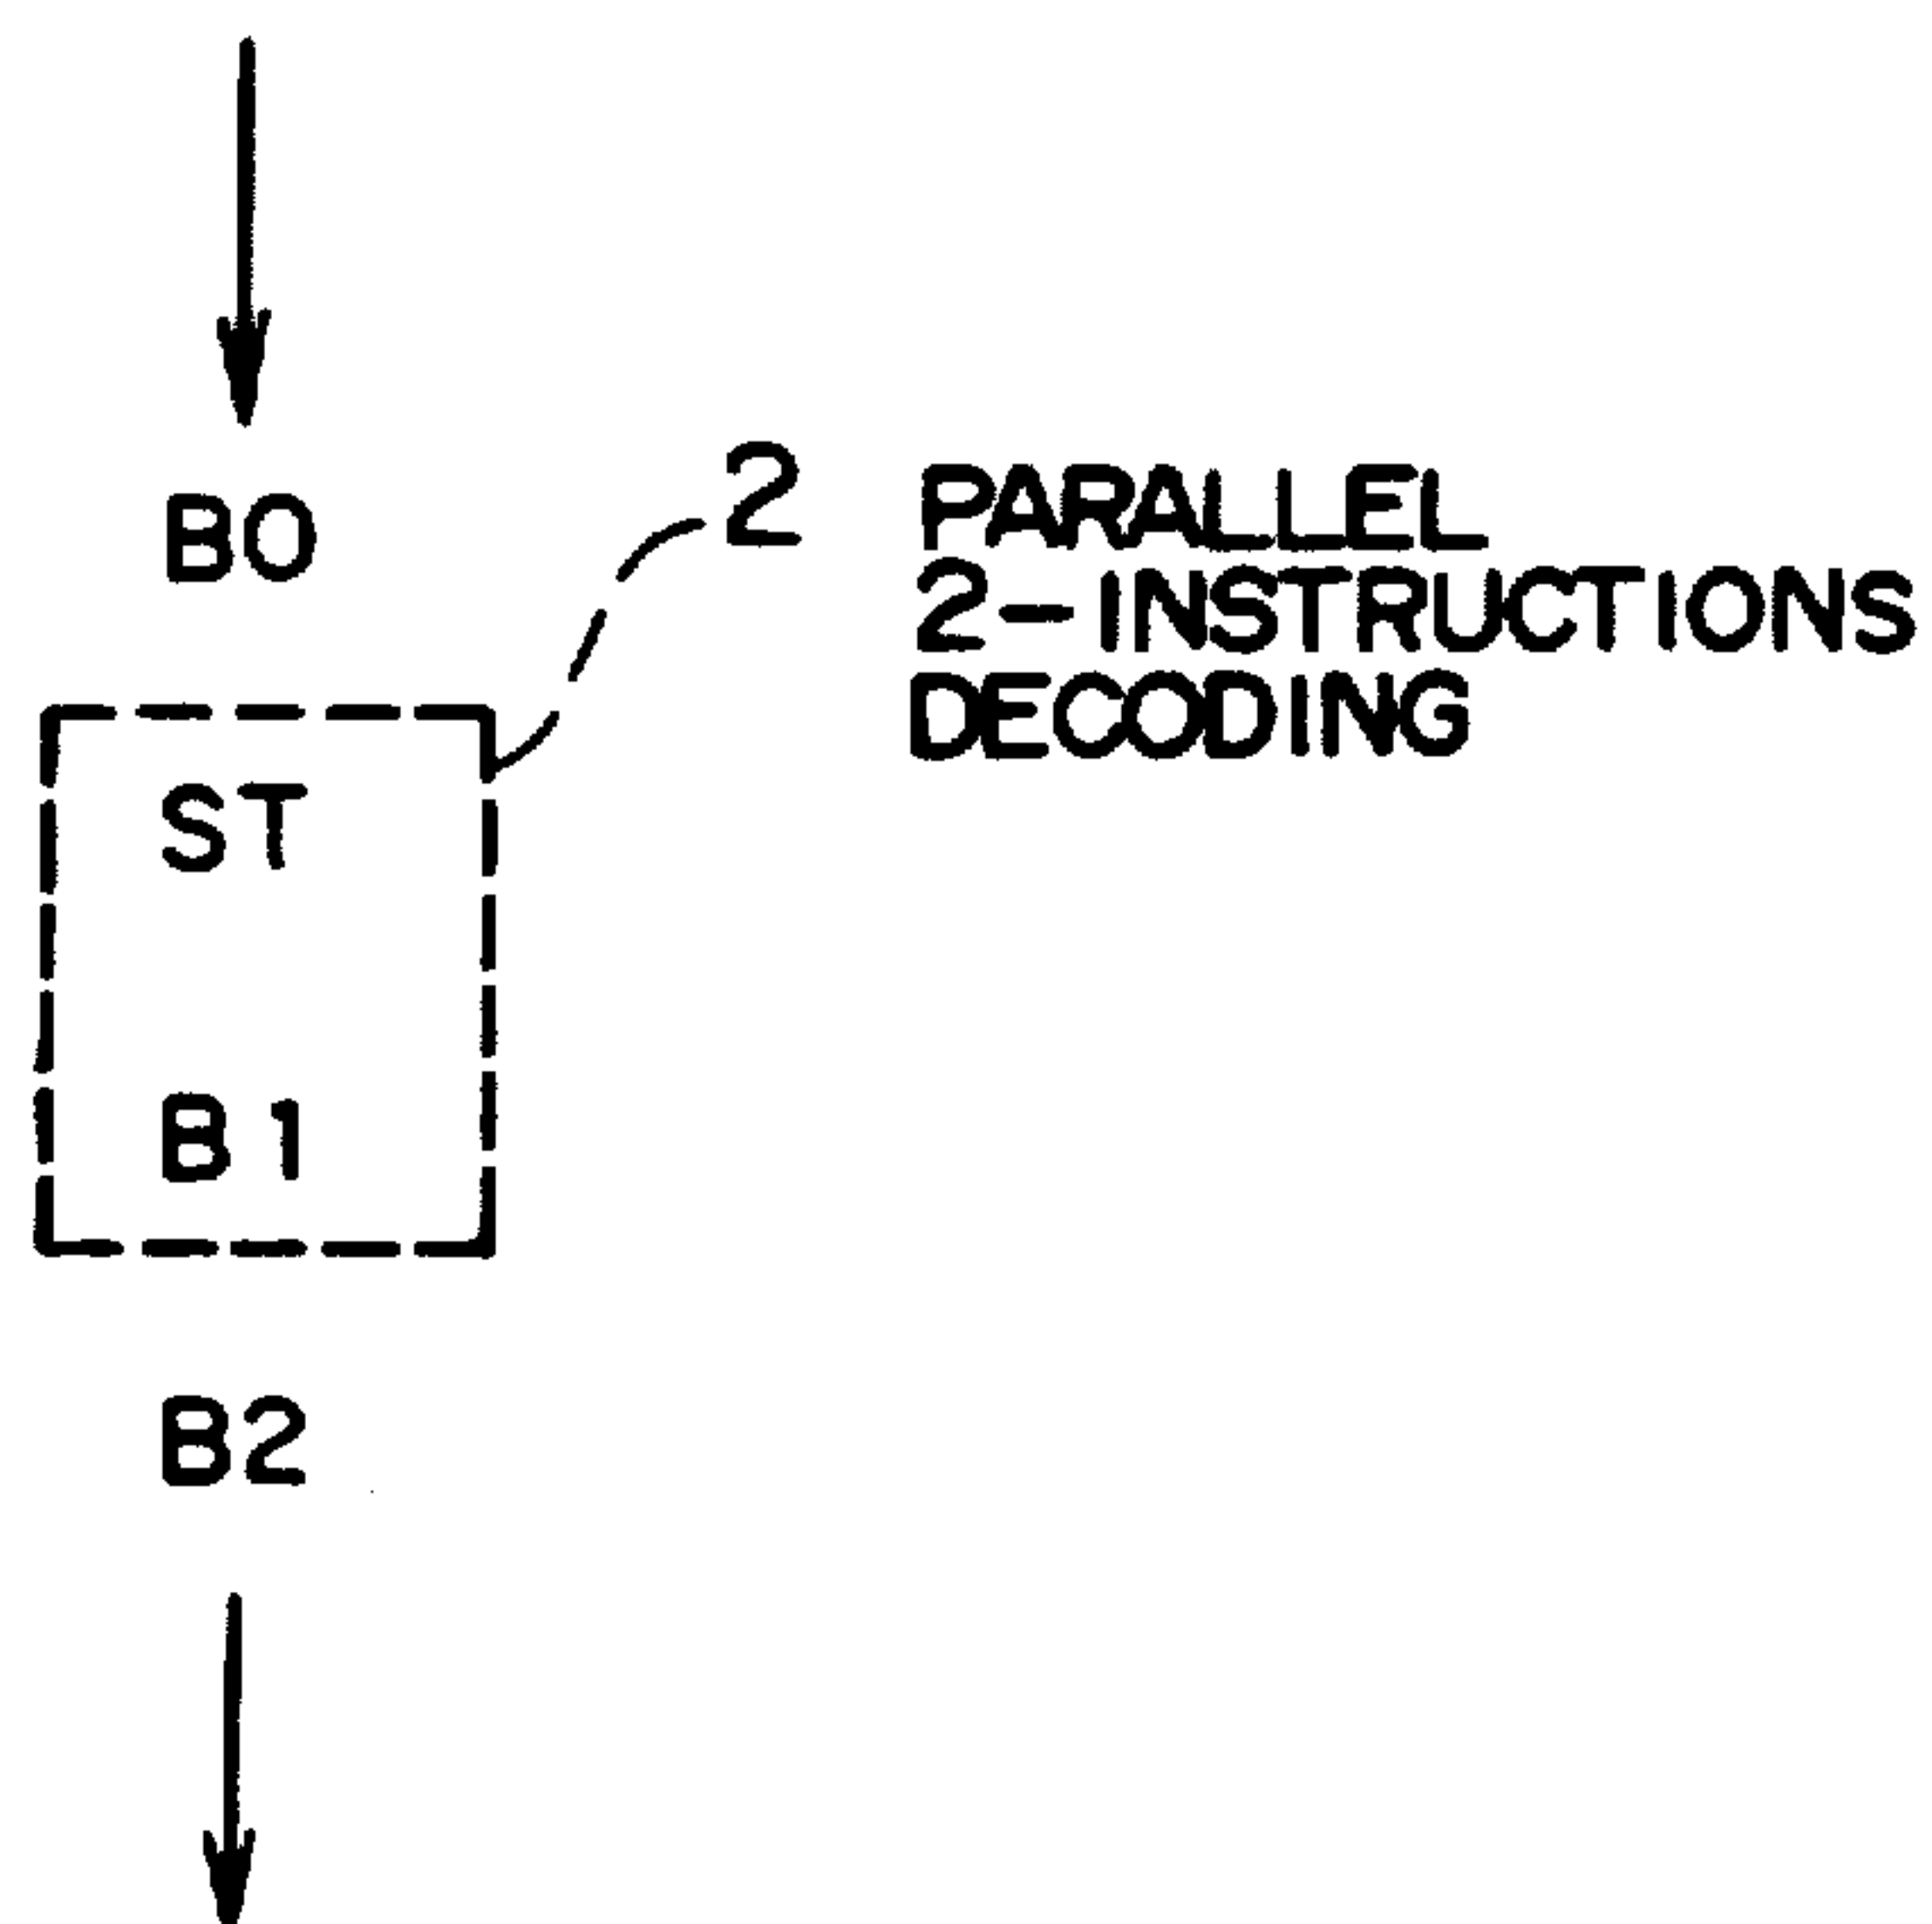 B0
2
PARALLEL
2-INSTRUCTIONS
DECODING
ST
B1
B2